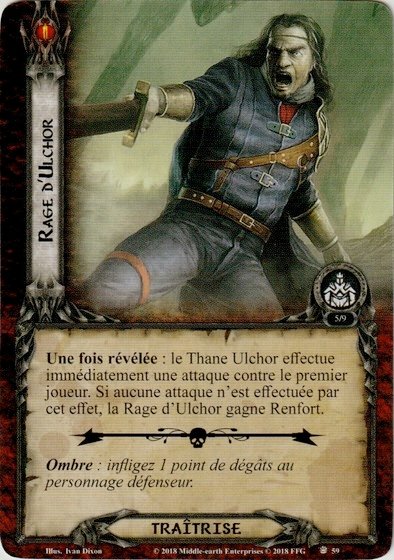 RAGE D'ULCHOR
5/9
Une fois révélée : le Thane Ulchor effectue
immédiatement une attaque contre le premier
joueur. Si aucune attaque n'est effectuée par
cet effet, la Rage d'Ulchor gagne Renfort.
Ombre : infligez 1 point de dégâts au
personnage défenseur.
TRAÎTRISE
Illus. Ivan Dixon © 2018 Middle-earth Enterprises © 2018 FFG 59